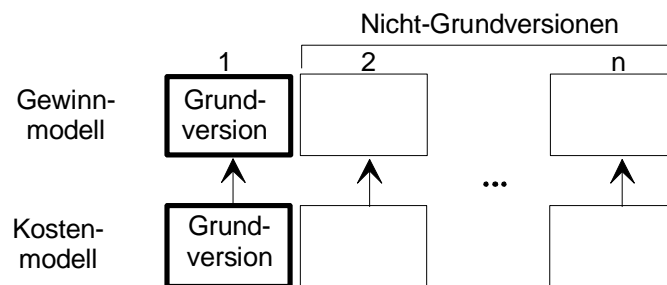 Nicht-Grundversionen
1 2 n
Gewinn- Grund-
modell version
...
Kosten- Grund-
modell version